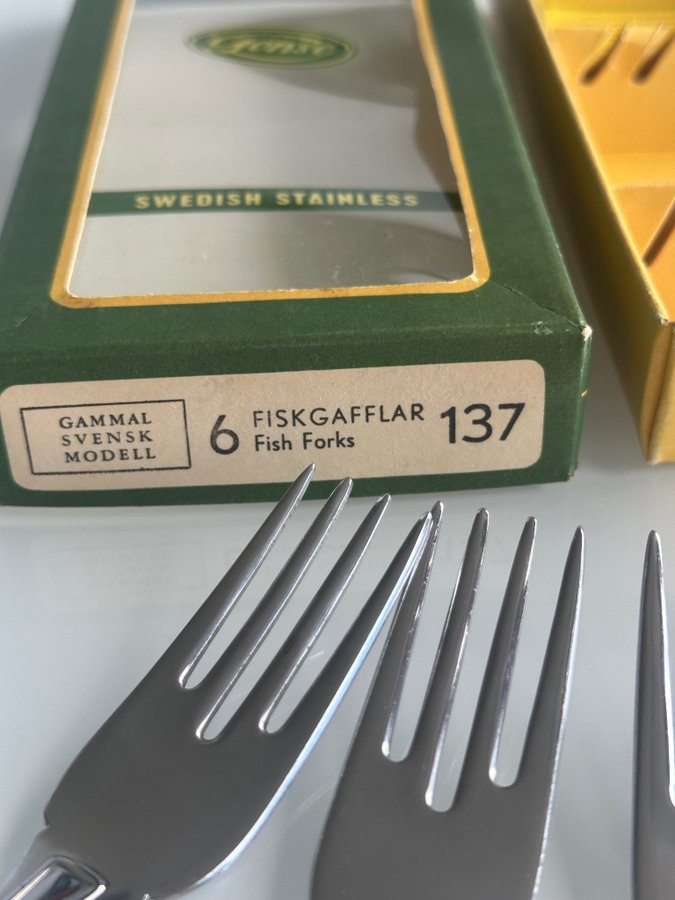 Gense
SWEDISH STAINLESS
GAMMAL
SVENSK
MODELL
6
FISKGAFFLAR
Fish Forks
137